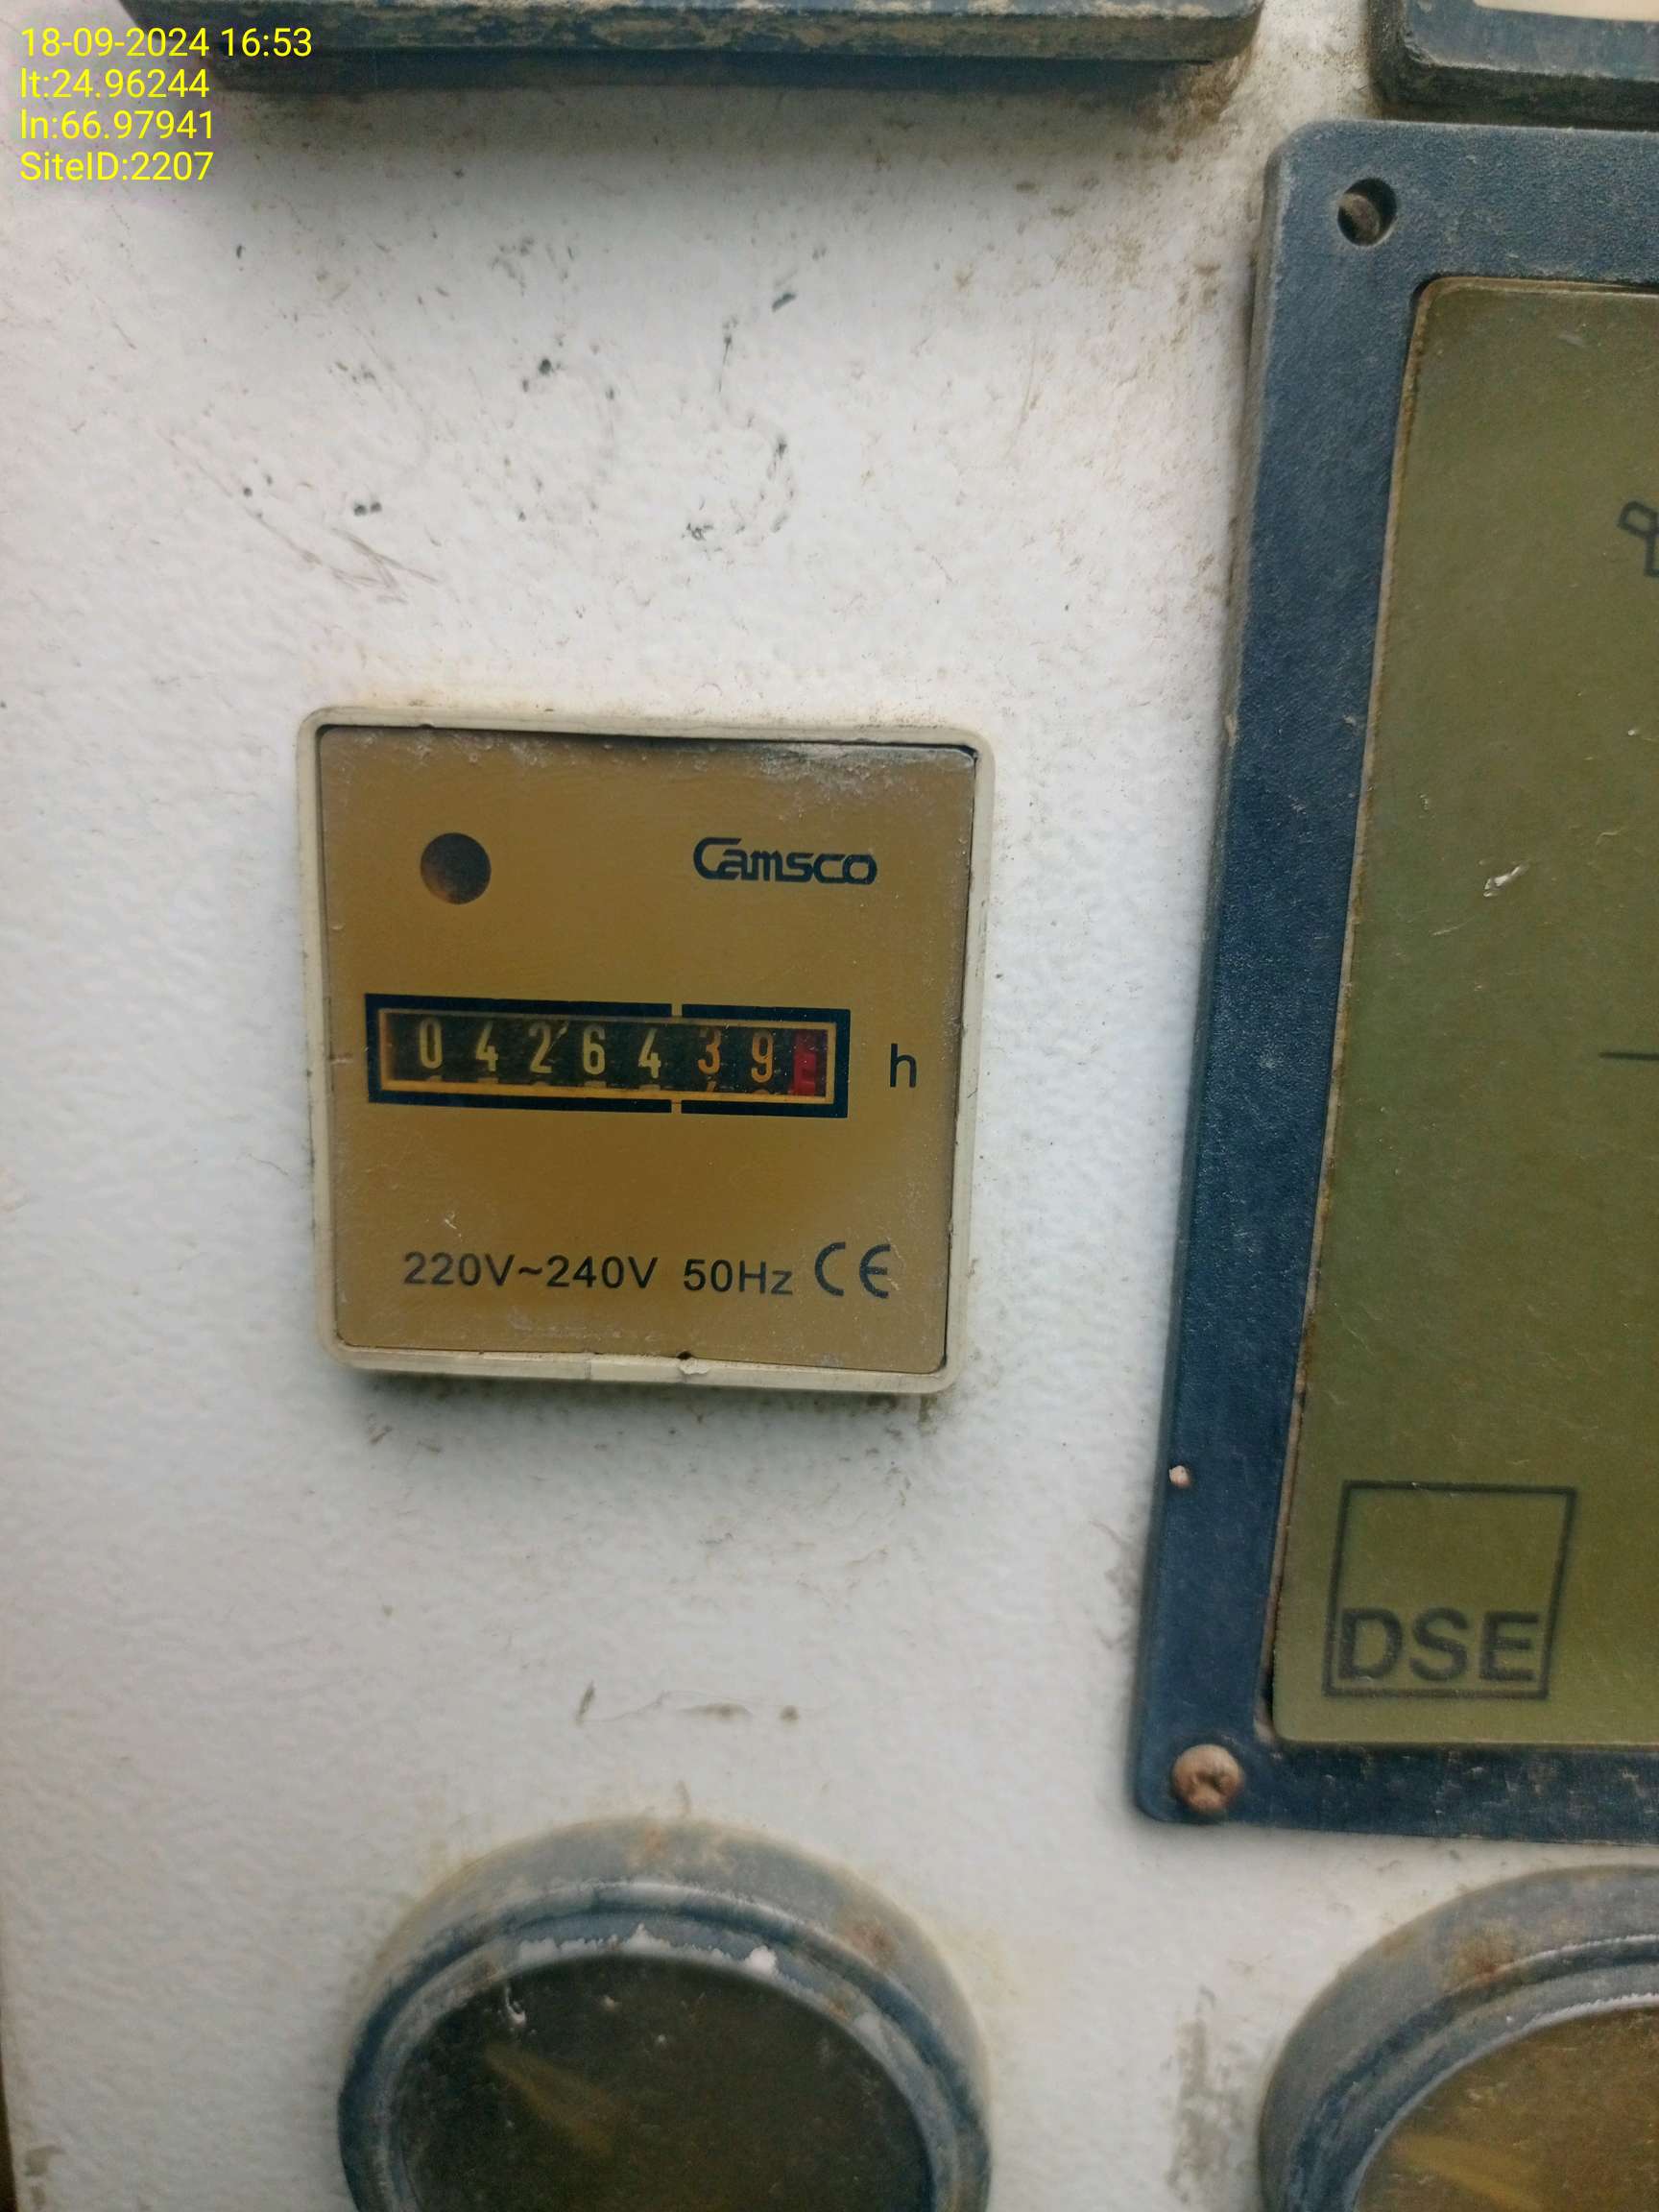 18-09-2024 16:53
lt:24.96244
ln:66.97941
SiteID:2207
Camsco
0426439 h
220V~240V 50Hz CE
DSE